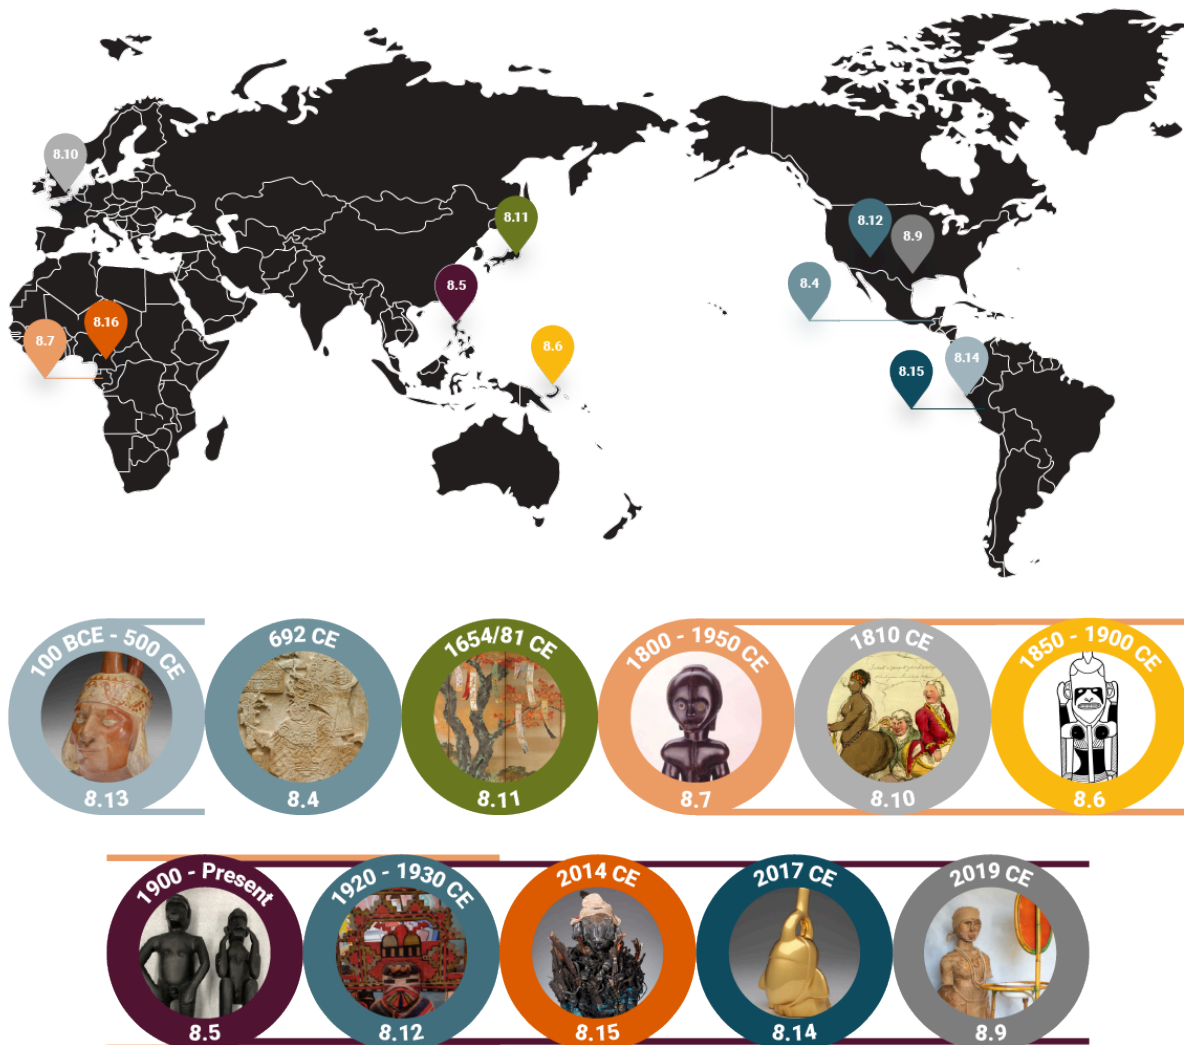 8.10
8.11
8.12
8.9
8.5
8.4
8.16
8.7
8.6
8.14
8.15
100 BCE - 500 CE
8.13
692 CE
8.4
1654/81 CE
8.11
1800 - 1950 CE
8.7
1810 CE
8.10
1850 - 1900 CE
8.6
1900 - Present
8.5
1920 - 1930 CE
8.12
2014 CE
8.15
2017 CE
8.14
2019 CE
8.9